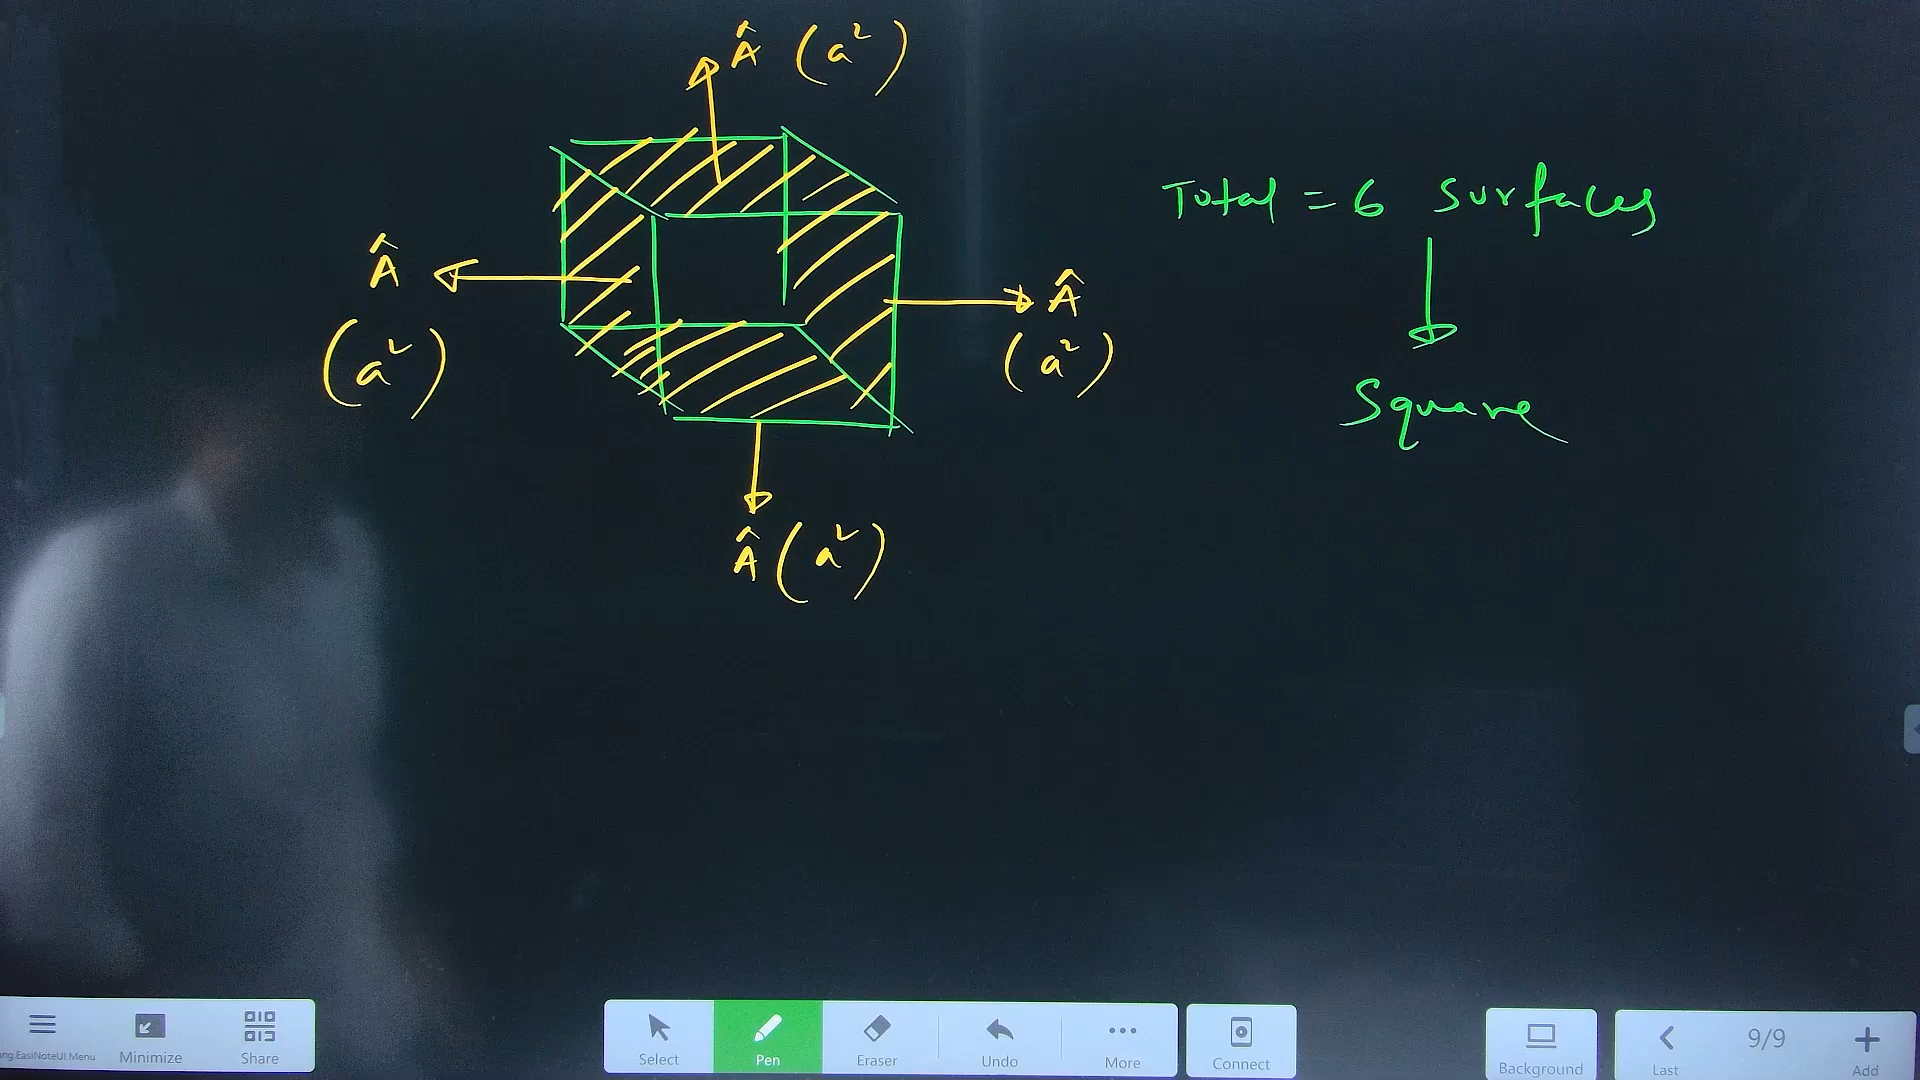 Â (a²)
Total = 6 surfaces
Â
Â
(a²)
(a²)
Square
Â (a²)
EasiNoteUI Menu
Minimize
Share
Select
Pen
Eraser
Undo
More
Connect
Background
Last
9/9
Add